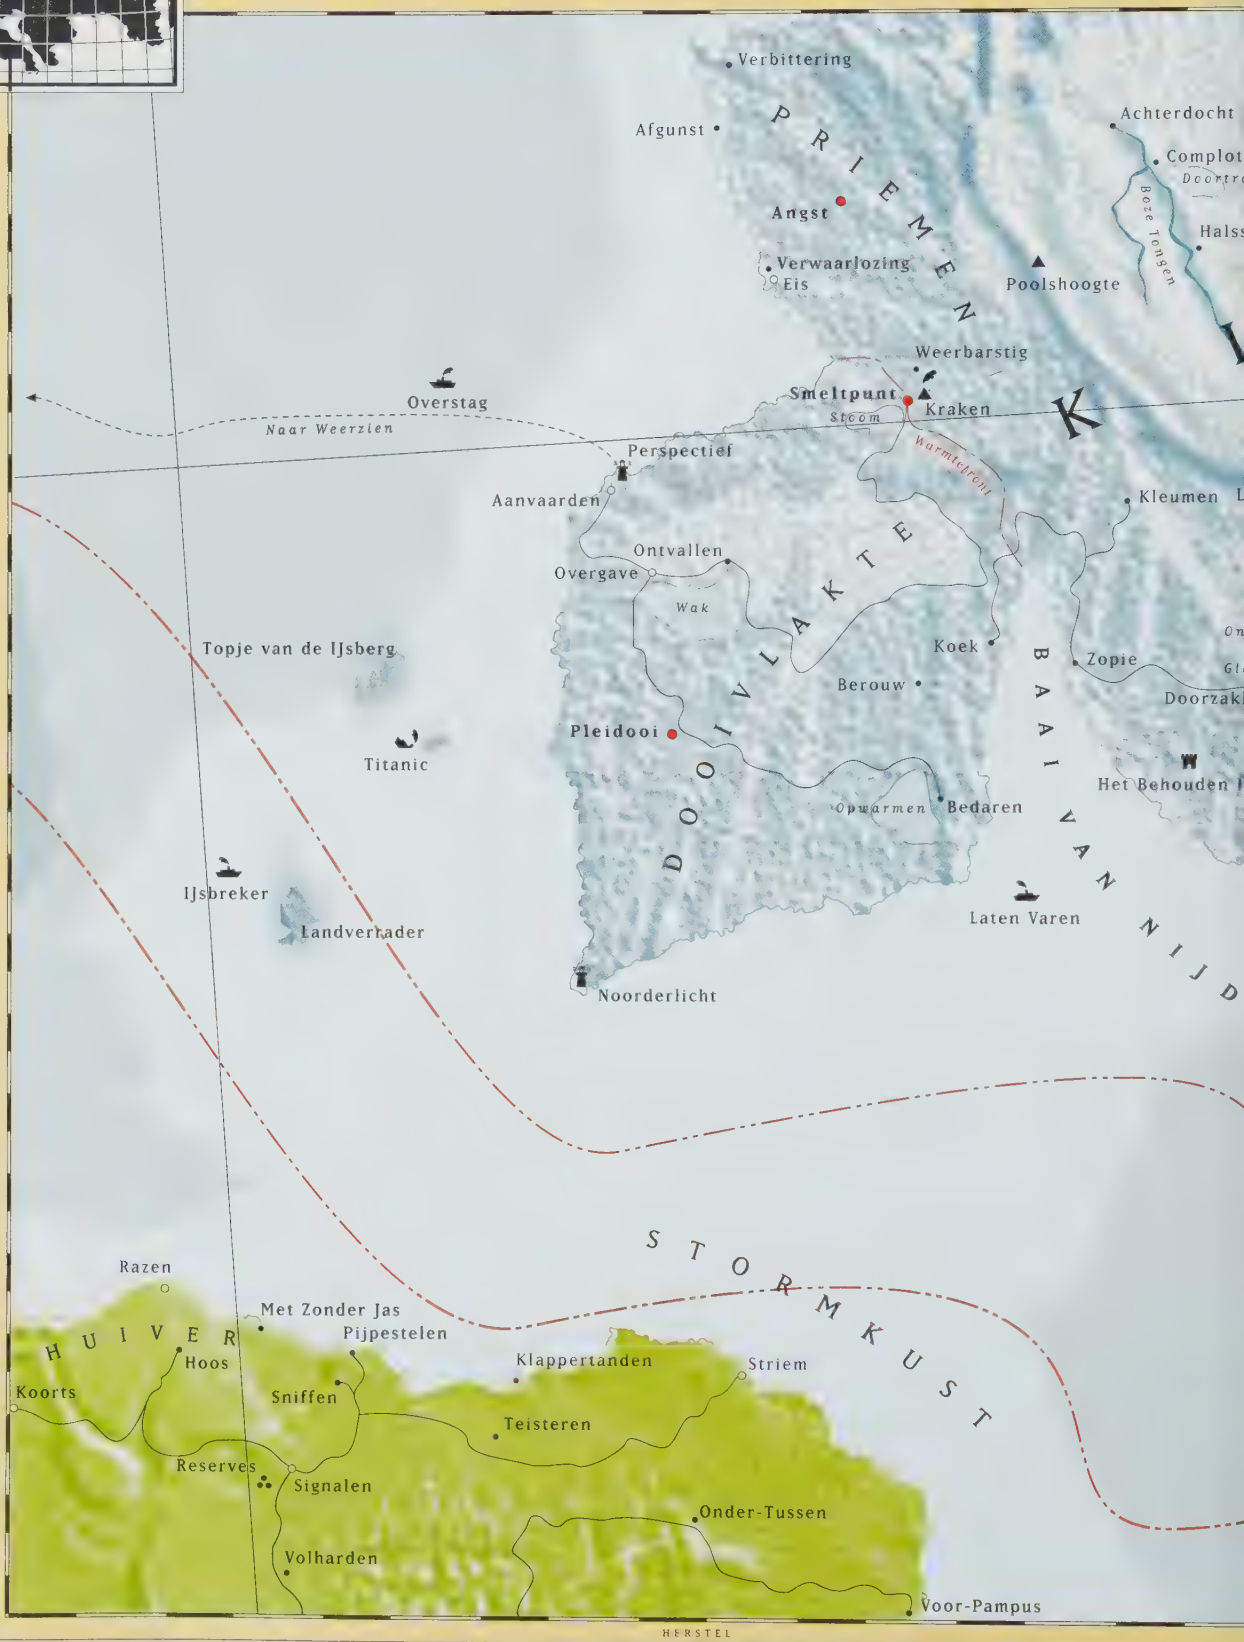 Verbittering
Afgunst
PRIEMEN
Achterdocht
Complot
Boze Tongen
Angst
Verwaarlozing
Eis
Poolshoogte
Weerbarstig
Smeltpunt
Stoom
Kraken
K
Overstag
Naar Weerzien
Perspectief
Warmtefront
Aanvaarden
Kleumen
Ontvallen
Overgave
Wak
DOOIVLAKTE
Topje van de IJsberg
Koek
Zopie
Berouw
BAAI VAN NIJD
Pleidooi
Titanic
Het Behouden
Opwarmen
Bedaren
IJsbreker
Landverrader
Laten Varen
Noorderlicht
STORMKUST
Razen
Met Zonder Jas
HUIVER
Pijpestelen
Hoos
Klappertanden
Striem
Koorts
Sniffen
Teisteren
Reserves
Signalen
Onder-Tussen
Volharden
Voor-Pampus
HERSTEL